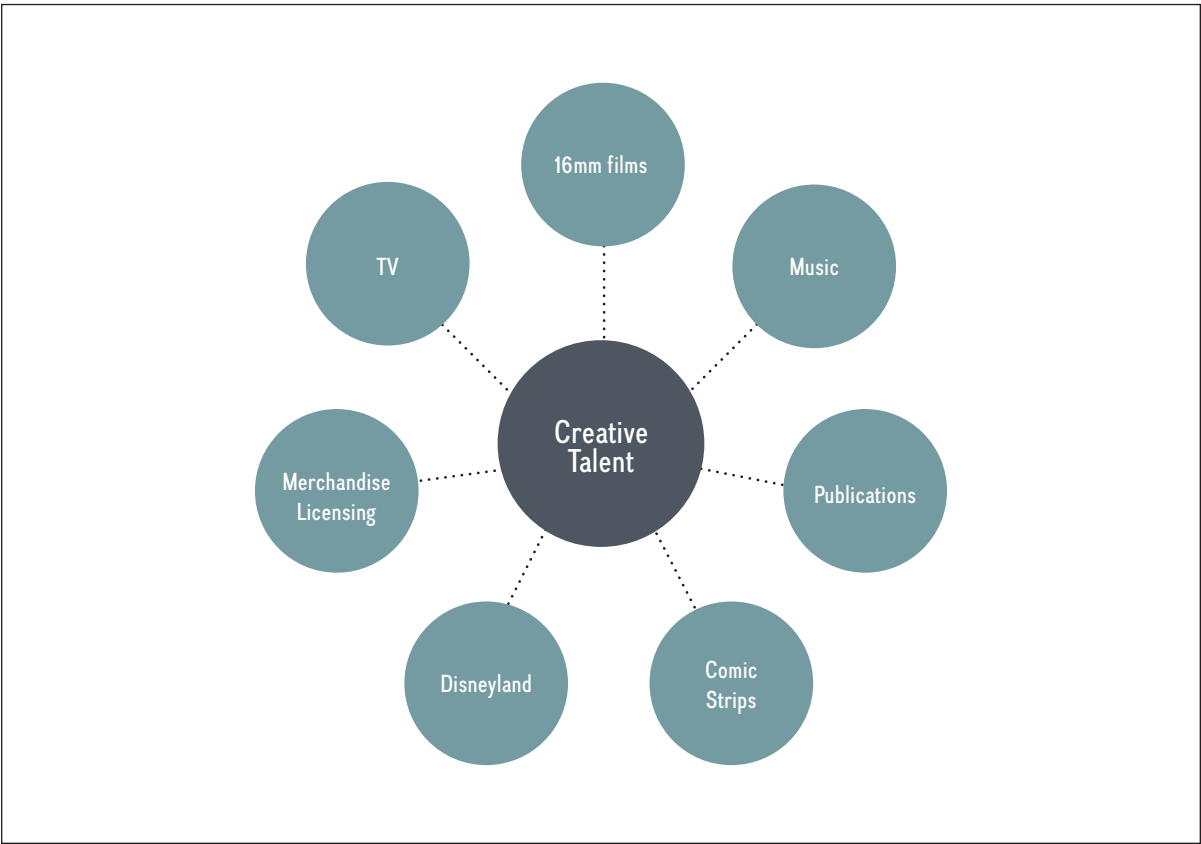 16mm films
TV
Music
Creative
Talent
Merchandise
Licensing
Publications
Disneyland
Comic
Strips